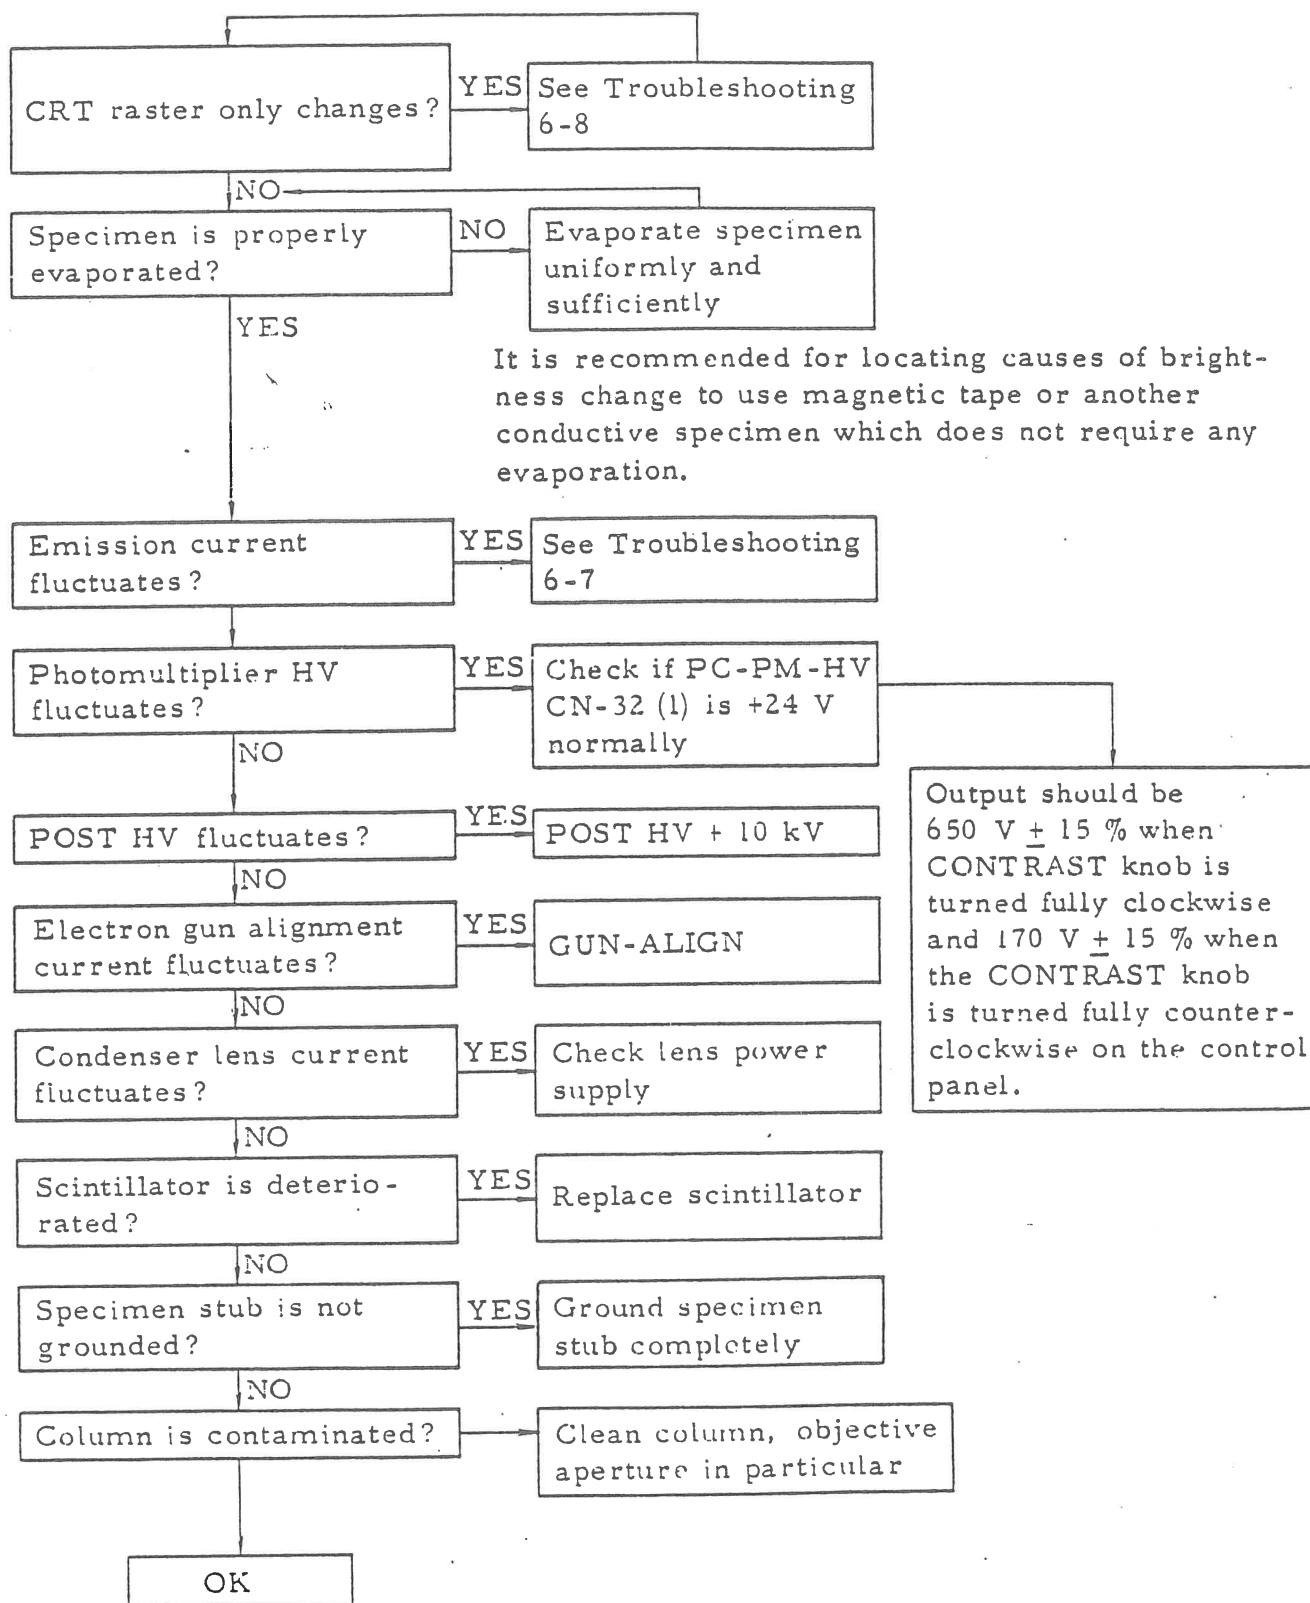 CRT raster only changes?
YES
See Troubleshooting
6-8
NO
Specimen is properly
evaporated?
NO
Evaporate specimen
uniformly and
sufficiently
YES
It is recommended for locating causes of bright-
ness change to use magnetic tape or another
conductive specimen which does not require any
evaporation.
Emission current
fluctuates?
YES
See Troubleshooting
6-7
Photomultiplier HV
fluctuates?
YES
Check if PC-PM-HV
CN-32 (1) is +24 V
normally
NO
Output should be
650 V ± 15 % when
CONTRAST knob is
turned fully clockwise
and 170 V ± 15 % when
the CONTRAST knob
is turned fully counter-
clockwise on the control
panel.
POST HV fluctuates?
YES
POST HV + 10 kV
NO
Electron gun alignment
current fluctuates?
YES
GUN-ALIGN
NO
Condenser lens current
fluctuates?
YES
Check lens power
supply
NO
Scintillator is deterio-
rated?
YES
Replace scintillator
NO
Specimen stub is not
grounded?
YES
Ground specimen
stub completely
NO
Column is contaminated?
Clean column, objective
aperture in particular
OK